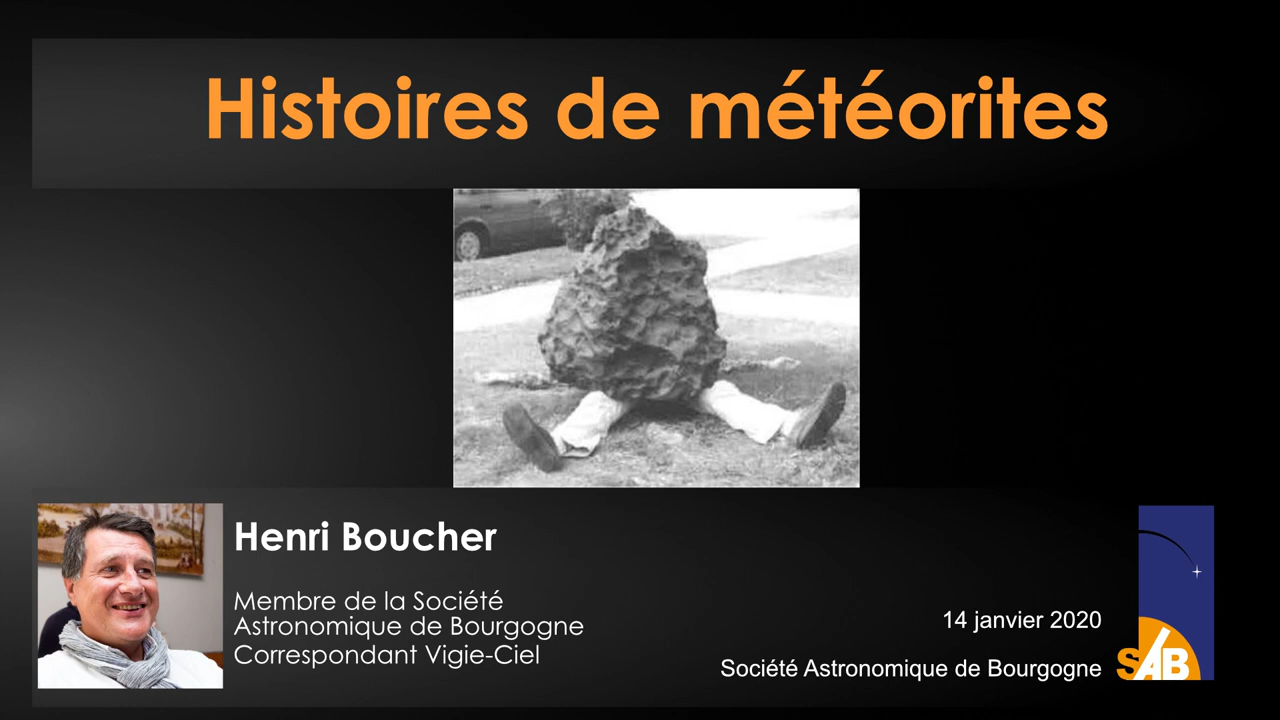 Histoires de météorites
Henri Boucher
Membre de la Société
Astronomique de Bourgogne
Correspondant Vigie-Ciel
14 janvier 2020
Société Astronomique de Bourgogne
SAB